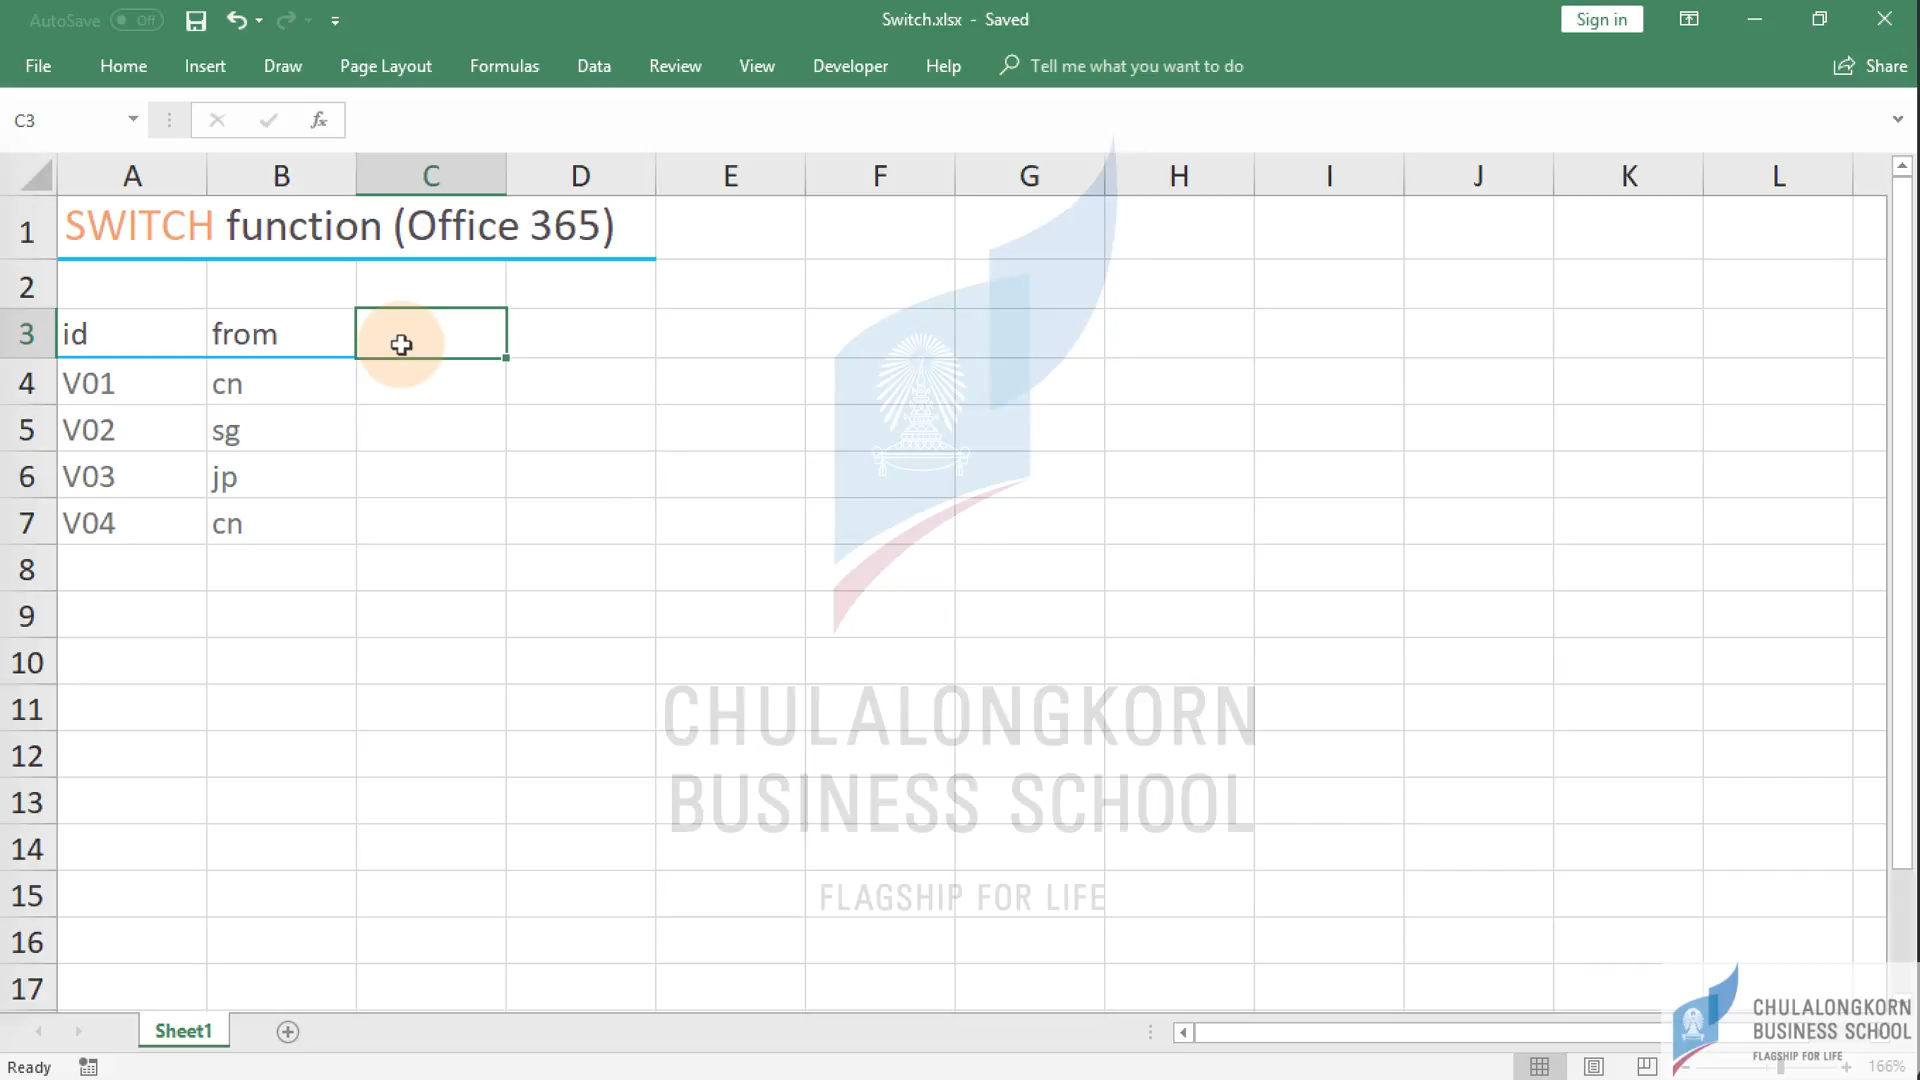 AutoSave Off
Switch.xlsx - Saved
Sign in
File Home Insert Draw Page Layout Formulas Data Review View Developer Help Tell me what you want to do Share
C3 fx
A B C D E F G H I J K L
1 SWITCH function (Office 365)
2
3 id from
4 V01 cn
5 V02 sg
6 V03 jp
7 V04 cn
8
9
10
11
12
13
14
15
16
17
CHULALONGKORN
BUSINESS SCHOOL
FLAGSHIP FOR LIFE
Sheet1
CHULALONGKORN
BUSINESS SCHOOL
FLAGSHIP FOR LIFE
Ready
166%